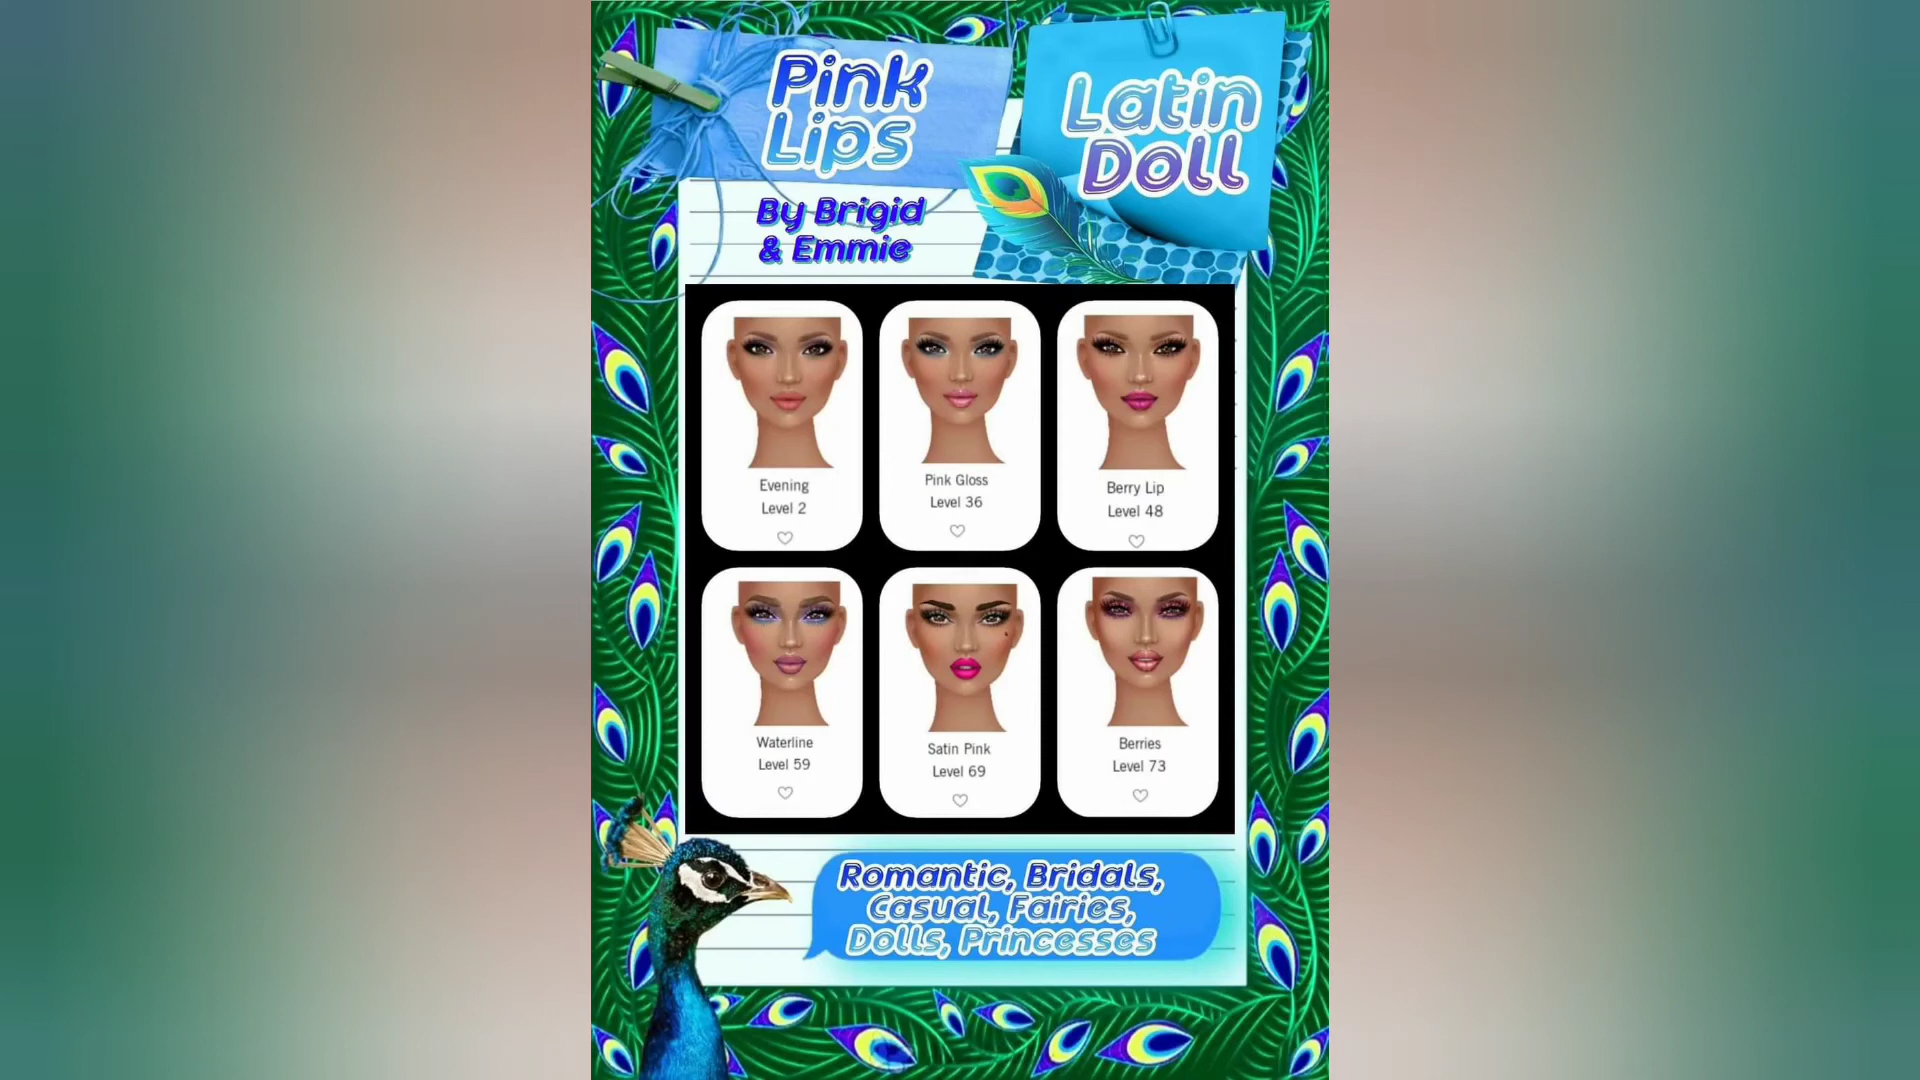 Pink
Lips
Latin
Doll
By Brigid
& Emmie
Evening
Level 2
Pink Gloss
Level 36
Berry Lip
Level 48
Waterline
Level 59
Satin Pink
Level 69
Berries
Level 73
Romantic, Bridals,
Casual, Fairies,
Dolls, Princesses